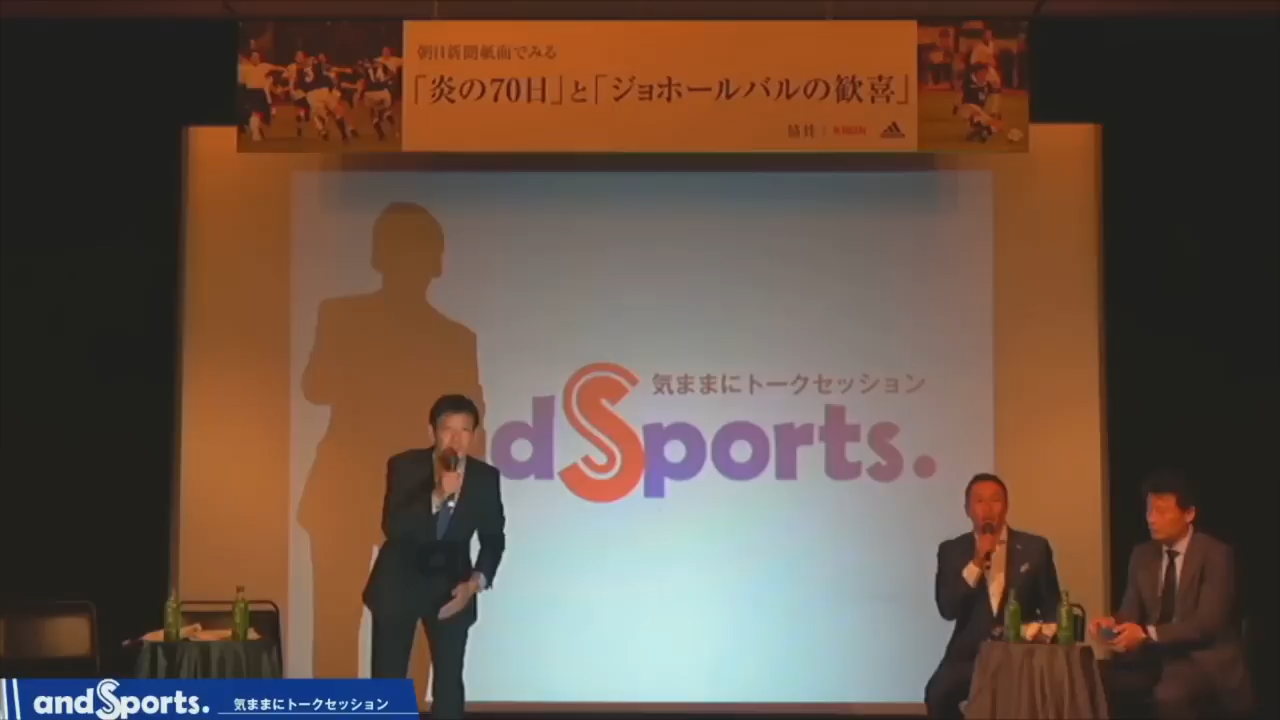 朝日新聞紙面でみる
「炎の70日」と「ジョホールバルの歓喜」
協賛 : KIRIN
気ままにトークセッション
ndSports.
andSports. 気ままにトークセッション